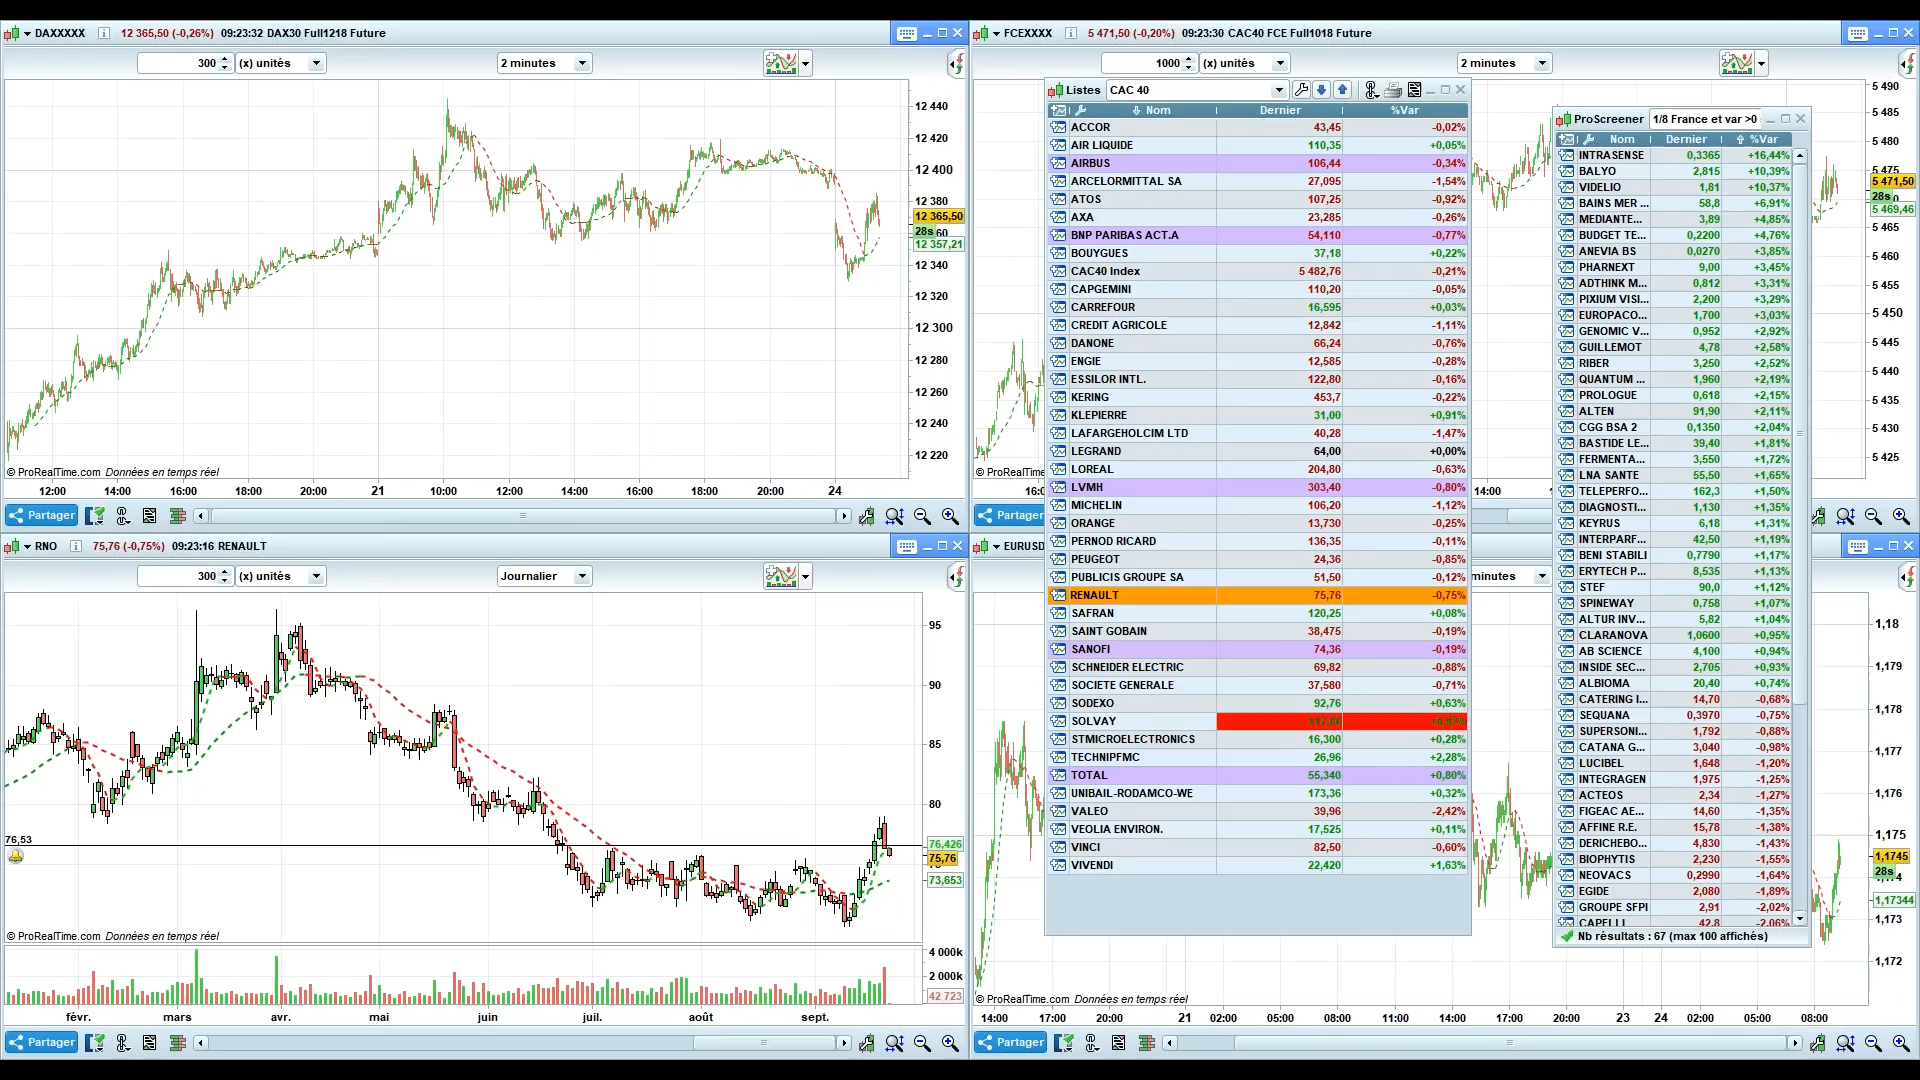 DAXXXXX 12 365,50 (-0,26%) 09:23:32 DAX30 Full1218 Future
300 (x) unités 2 minutes
12 440
12 420
12 400
12 380
12 365,50
28s
12 357,21
12 340
12 320
12 300
12 280
12 260
12 240
12 220
© ProRealTime.com Données en temps réel
12:00 14:00 16:00 18:00 20:00 21 10:00 12:00 14:00 16:00 18:00 20:00 24
Partager
FCEXXXX 5 471,50 (-0,20%) 09:23:30 CAC40 FCE Full1018 Future
1000 (x) unités 2 minutes
5 490
5 485
5 480
5 475
5 471,50
28s
5 469,46
5 465
5 460
5 455
5 450
5 445
5 440
5 435
5 430
5 425
© ProRealTime
14:00
Partager
Listes CAC 40
Nom Dernier %Var
ACCOR 43,45 -0,02%
AIR LIQUIDE 110,35 +0,05%
AIRBUS 106,44 -0,34%
ARCELORMITTAL SA 27,095 -1,54%
ATOS 107,25 -0,92%
AXA 23,285 -0,26%
BNP PARIBAS ACT.A 54,110 -0,77%
BOUYGUES 37,18 +0,22%
CAC40 Index 5 482,76 -0,21%
CAPGEMINI 110,20 -0,05%
CARREFOUR 16,595 +0,03%
CREDIT AGRICOLE 12,842 -1,11%
DANONE 66,24 -0,76%
ENGIE 12,585 -0,28%
ESSILOR INTL. 122,80 -0,16%
KERING 453,7 -0,22%
KLEPIERRE 31,00 +0,91%
LAFARGEHOLCIM LTD 40,28 -1,47%
LEGRAND 64,00 +0,00%
LOREAL 204,80 -0,63%
LVMH 303,40 -0,80%
MICHELIN 106,20 -1,12%
ORANGE 13,730 -0,25%
PERNOD RICARD 136,35 -0,11%
PEUGEOT 24,36 -0,85%
PUBLICIS GROUPE SA 51,50 -0,12%
RENAULT 75,76 -0,75%
SAFRAN 120,25 +0,08%
SAINT GOBAIN 38,475 -0,19%
SANOFI 74,36 -0,19%
SCHNEIDER ELECTRIC 69,82 -0,88%
SOCIETE GENERALE 37,580 -0,71%
SODEXO 92,76 +0,63%
SOLVAY
STMICROELECTRONICS 16,300 +0,28%
TECHNIPFMC 26,96 +2,28%
TOTAL 55,340 +0,80%
UNIBAIL-RODAMCO-WE 173,36 +0,32%
VALEO 39,96 -2,42%
VEOLIA ENVIRON. 17,525 +0,11%
VINCI 82,50 -0,60%
VIVENDI 22,420 +1,63%
ProScreener 1/8 France et var >0
Nom Dernier %Var
INTRASENSE 0,3365 +16,44%
BALYO 2,815 +10,39%
VIDELIO 1,81 +10,37%
BAINS MER ... 58,8 +6,91%
MEDIANTE... 3,89 +4,85%
BUDGET TE... 0,2200 +4,76%
ANEVIA BS 0,0270 +3,85%
PHARNEXT 9,00 +3,45%
ADTHINK M... 0,812 +3,31%
PIXIUM VISI... 2,200 +3,29%
EUROPACO... 1,700 +3,03%
GENOMIC V... 0,952 +2,92%
GUILLEMOT 4,78 +2,58%
RIBER 3,250 +2,52%
QUANTUM ... 1,960 +2,19%
PROLOGUE 0,618 +2,15%
ALTEN 91,90 +2,11%
CGG BSA 2 0,1350 +2,04%
BASTIDE LE... 39,40 +1,81%
FERMENTA... 3,550 +1,72%
LNA SANTE 55,50 +1,65%
TELEPERFO... 162,3 +1,50%
DIAGNOSTI... 1,130 +1,35%
KEYRUS 6,18 +1,31%
INTERPARF... 42,50 +1,19%
BENI STABILI 0,7790 +1,17%
ERYTECH P... 8,535 +1,13%
STEF 90,0 +1,12%
SPINEWAY 0,758 +1,07%
ALTUR INV... 5,82 +1,04%
CLARANOVA 1,0600 +0,95%
AB SCIENCE 4,100 +0,94%
INSIDE SEC... 2,705 +0,93%
ALBIOMA 20,40 +0,74%
CATERING I... 14,70 -0,68%
SEQUANA 0,3970 -0,75%
SUPERSONI... 1,792 -0,88%
CATANA G... 3,040 -0,98%
LUCIBEL 1,648 -1,20%
INTEGRAGEN 1,975 -1,25%
ACTEOS 2,34 -1,27%
FIGEAC AE... 14,60 -1,35%
AFFINE R.E. 15,78 -1,38%
DERICHEBO... 4,830 -1,43%
BIOPHYTIS 2,230 -1,55%
NEOVACS 0,2990 -1,64%
EGIDE 2,080 -1,89%
GROUPE SFPI 2,91 -2,02%
CAPELLI 42,8 -2,06%
Nb résultats : 67 (max 100 affichés)
RNO 75,76 (-0,75%) 09:23:16 RENAULT
300 (x) unités Journalier
95
90
85
80
76,53
76,426
75,76
73,653
© ProRealTime.com Données en temps réel
4 000k
2 000k
42 723
févr. mars avr. mai juin juil. août sept.
Partager
EURUSD
minutes
1,18
1,179
1,178
1,177
1,176
1,175
1,1745
28s
1,17344
1,173
1,172
© ProRealTime.com Données en temps réel
14:00 17:00 20:00 21 02:00 05:00 08:00 11:00 14:00 17:00 20:00 23 24 02:00 05:00 08:00
Partager